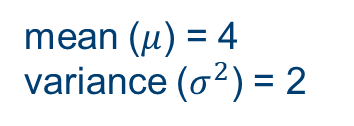 mean (μ) = 4
variance (σ²) = 2